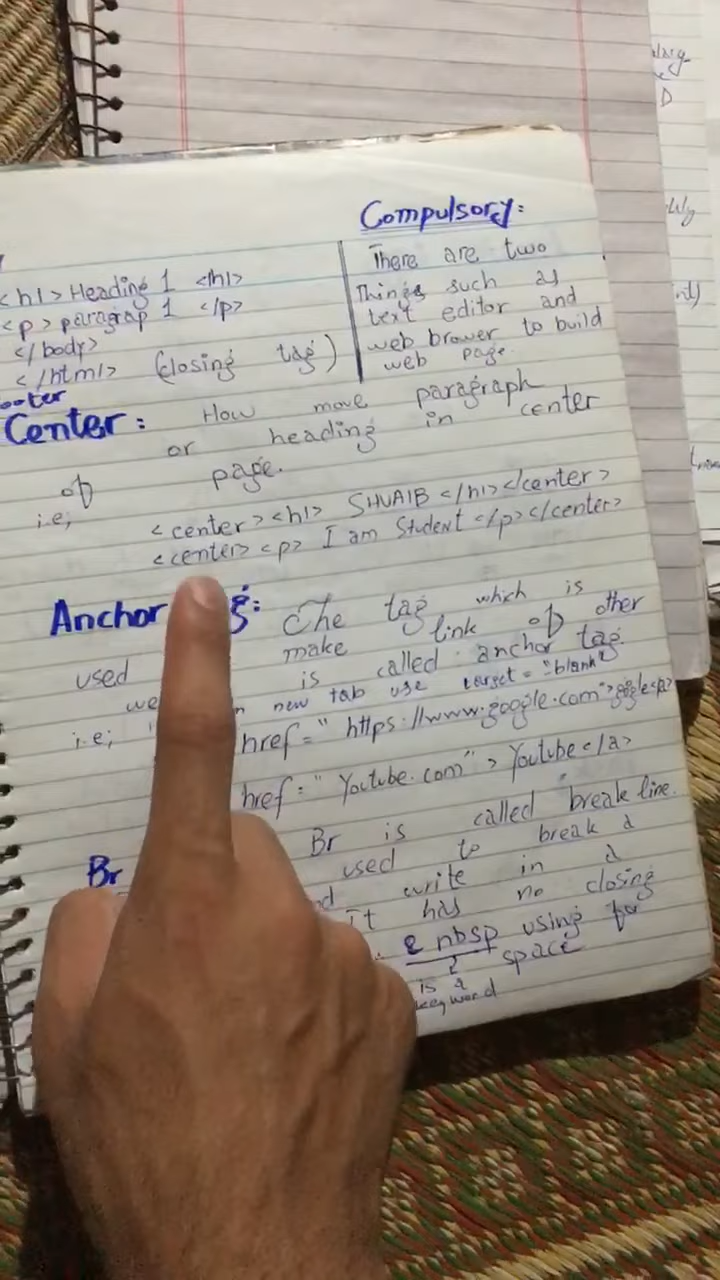 Compulsory:
There are two
Things such as
text editor and
web brower to build
web page.
<h1> Heading 1 </h1>
<p> paragrap 1 </p>
</body>
</html> (closing tag)
ooter
Center: How move paragraph
or heading in center
of page.
i.e; <center><h1> SHUAIB </h1></center>
<center> <p> I am Student </p></center>
Anchor g: The tag which is
used make link of other
we is called anchor tag
n new tab use target = "blank"
i.e; href=" https://www.google.com">
href=" Youtube.com" > Youtube</a>
Br Br is called break line.
used to break a
nd write in a
It has no closing
& nbsp using for
space
is a
keyword